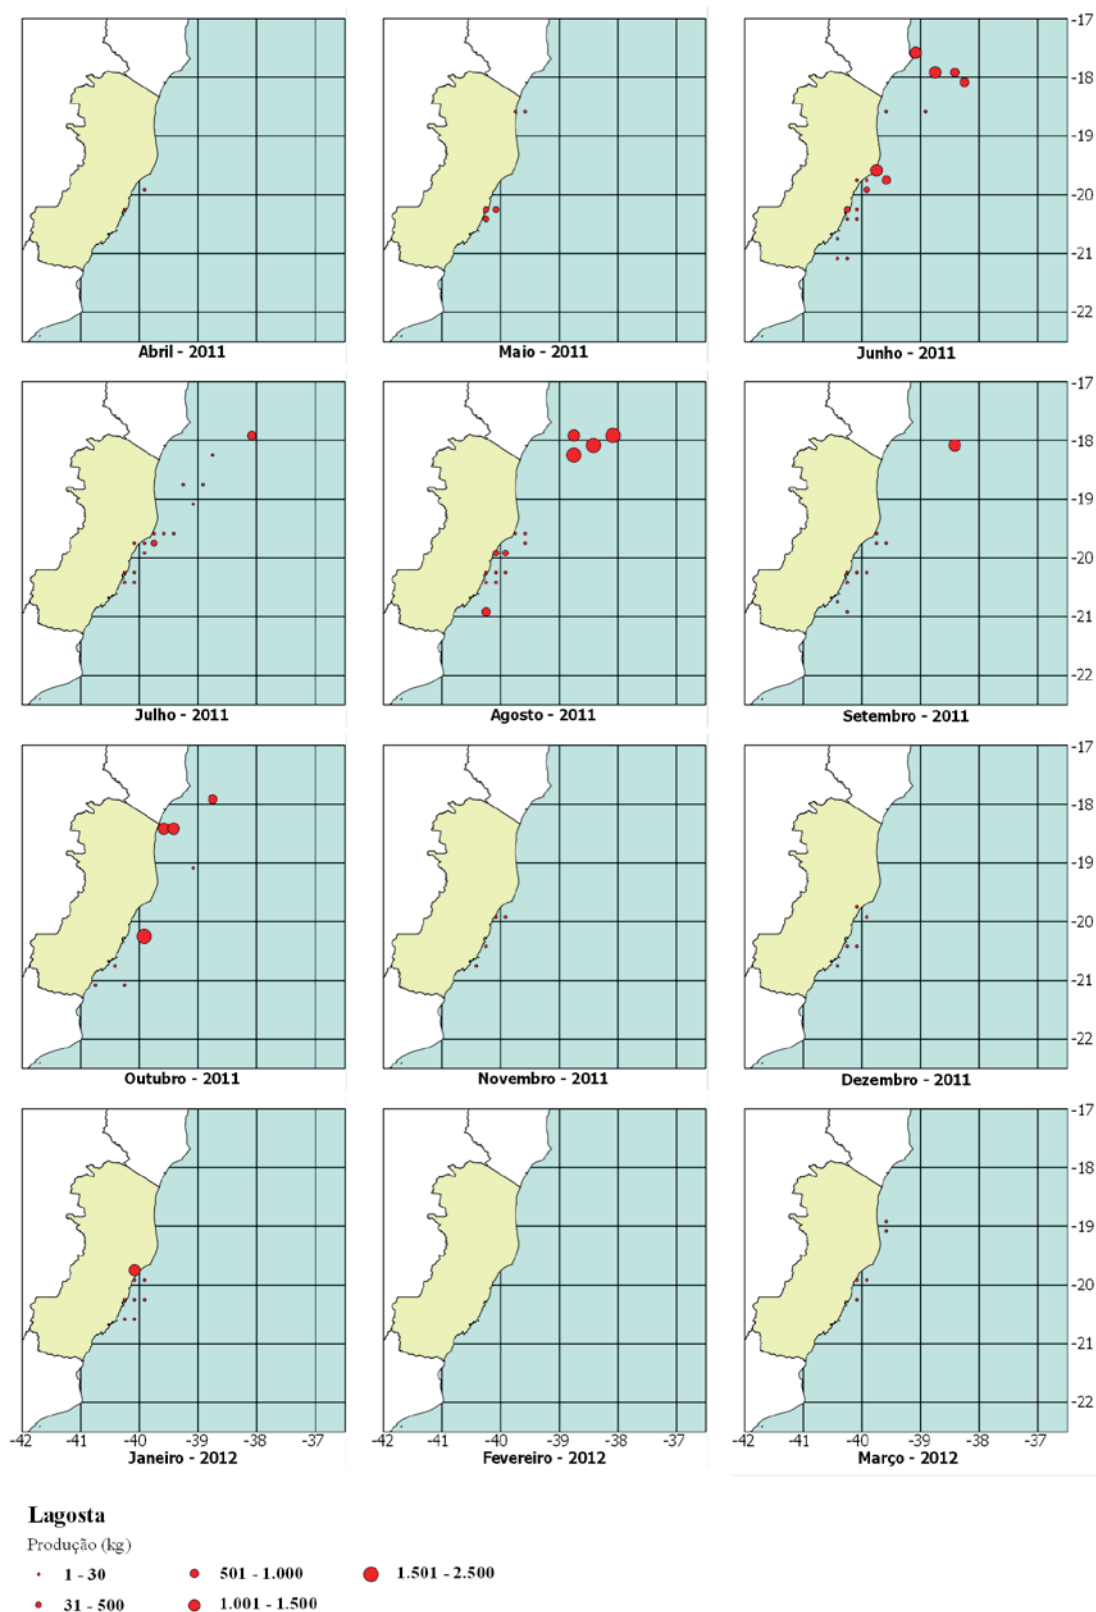 -17
-18
-19
-20
-21
-22
Abril - 2011
Maio - 2011
Junho - 2011
-17
-18
-19
-20
-21
-22
Julho - 2011
Agosto - 2011
Setembro - 2011
-17
-18
-19
-20
-21
-22
Outubro - 2011
Novembro - 2011
Dezembro - 2011
-17
-18
-19
-20
-21
-22
-42 -41 -40 -39 -38 -37
-42 -41 -40 -39 -38 -37
-42 -41 -40 -39 -38 -37
Janeiro - 2012
Fevereiro - 2012
Março - 2012
Lagosta
Produção (kg)
1 - 30
501 - 1.000
1.501 - 2.500
31 - 500
1.001 - 1.500